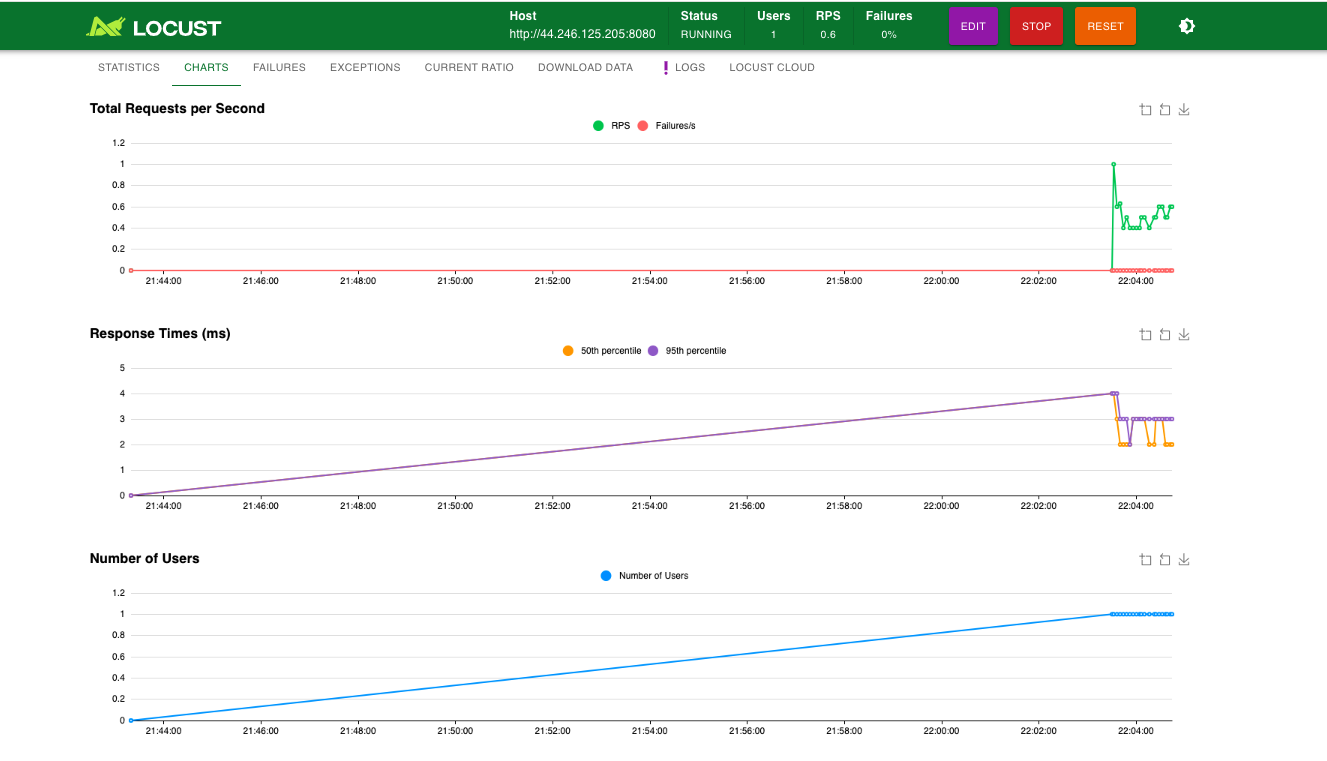 LOCUST
Host Status Users RPS Failures
http://44.246.125.205:8080 RUNNING 1 0.6 0%
EDIT STOP RESET
STATISTICS CHARTS FAILURES EXCEPTIONS CURRENT RATIO DOWNLOAD DATA ! LOGS LOCUST CLOUD
Total Requests per Second
RPS Failures/s
1.2
1
0.8
0.6
0.4
0.2
0
21:44:00 21:46:00 21:48:00 21:50:00 21:52:00 21:54:00 21:56:00 21:58:00 22:00:00 22:02:00 22:04:00
Response Times (ms)
50th percentile 95th percentile
5
4
3
2
1
0
21:44:00 21:46:00 21:48:00 21:50:00 21:52:00 21:54:00 21:56:00 21:58:00 22:00:00 22:02:00 22:04:00
Number of Users
Number of Users
1.2
1
0.8
0.6
0.4
0.2
0
21:44:00 21:46:00 21:48:00 21:50:00 21:52:00 21:54:00 21:56:00 21:58:00 22:00:00 22:02:00 22:04:00